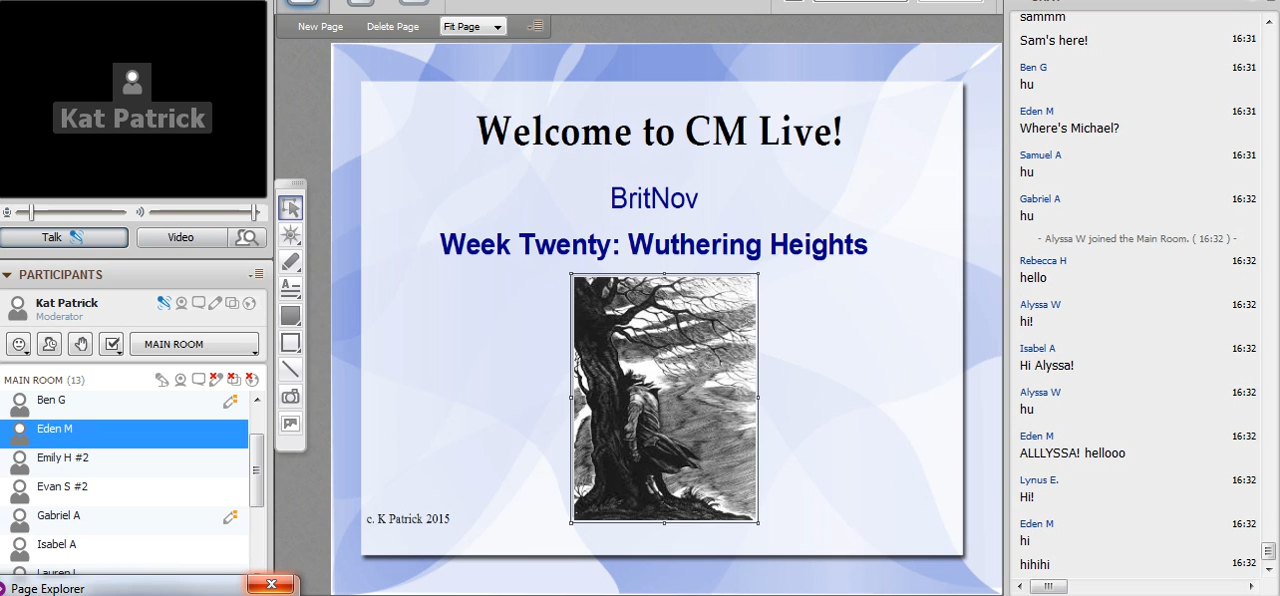 Kat Patrick
Talk
Video
PARTICIPANTS
Kat Patrick
Moderator
MAIN ROOM
MAIN ROOM (13)
Ben G
Eden M
Emily H #2
Evan S #2
Gabriel A
Isabel A
Page Explorer
New Page Delete Page Fit Page
Welcome to CM Live!
BritNov
Week Twenty: Wuthering Heights
c. K Patrick 2015
sammm
Sam's here! 16:31
Ben G 16:31
hu
Eden M 16:31
Where's Michael?
Samuel A 16:31
hu
Gabriel A 16:32
hu
- Alyssa W joined the Main Room. ( 16:32 ) -
Rebecca H 16:32
hello
Alyssa W 16:32
hi!
Isabel A 16:32
Hi Alyssa!
Alyssa W 16:32
hu
Eden M 16:32
ALLLYSSA! hellooo
Lynus E. 16:32
Hi!
Eden M 16:32
hi
hihihi 16:32